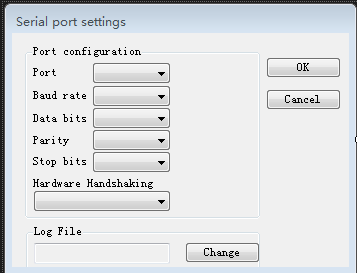 Serial port settings
Port configuration
Port
OK
Baud rate
Cancel
Data bits
Parity
Stop bits
Hardware Handshaking
Log File
Change